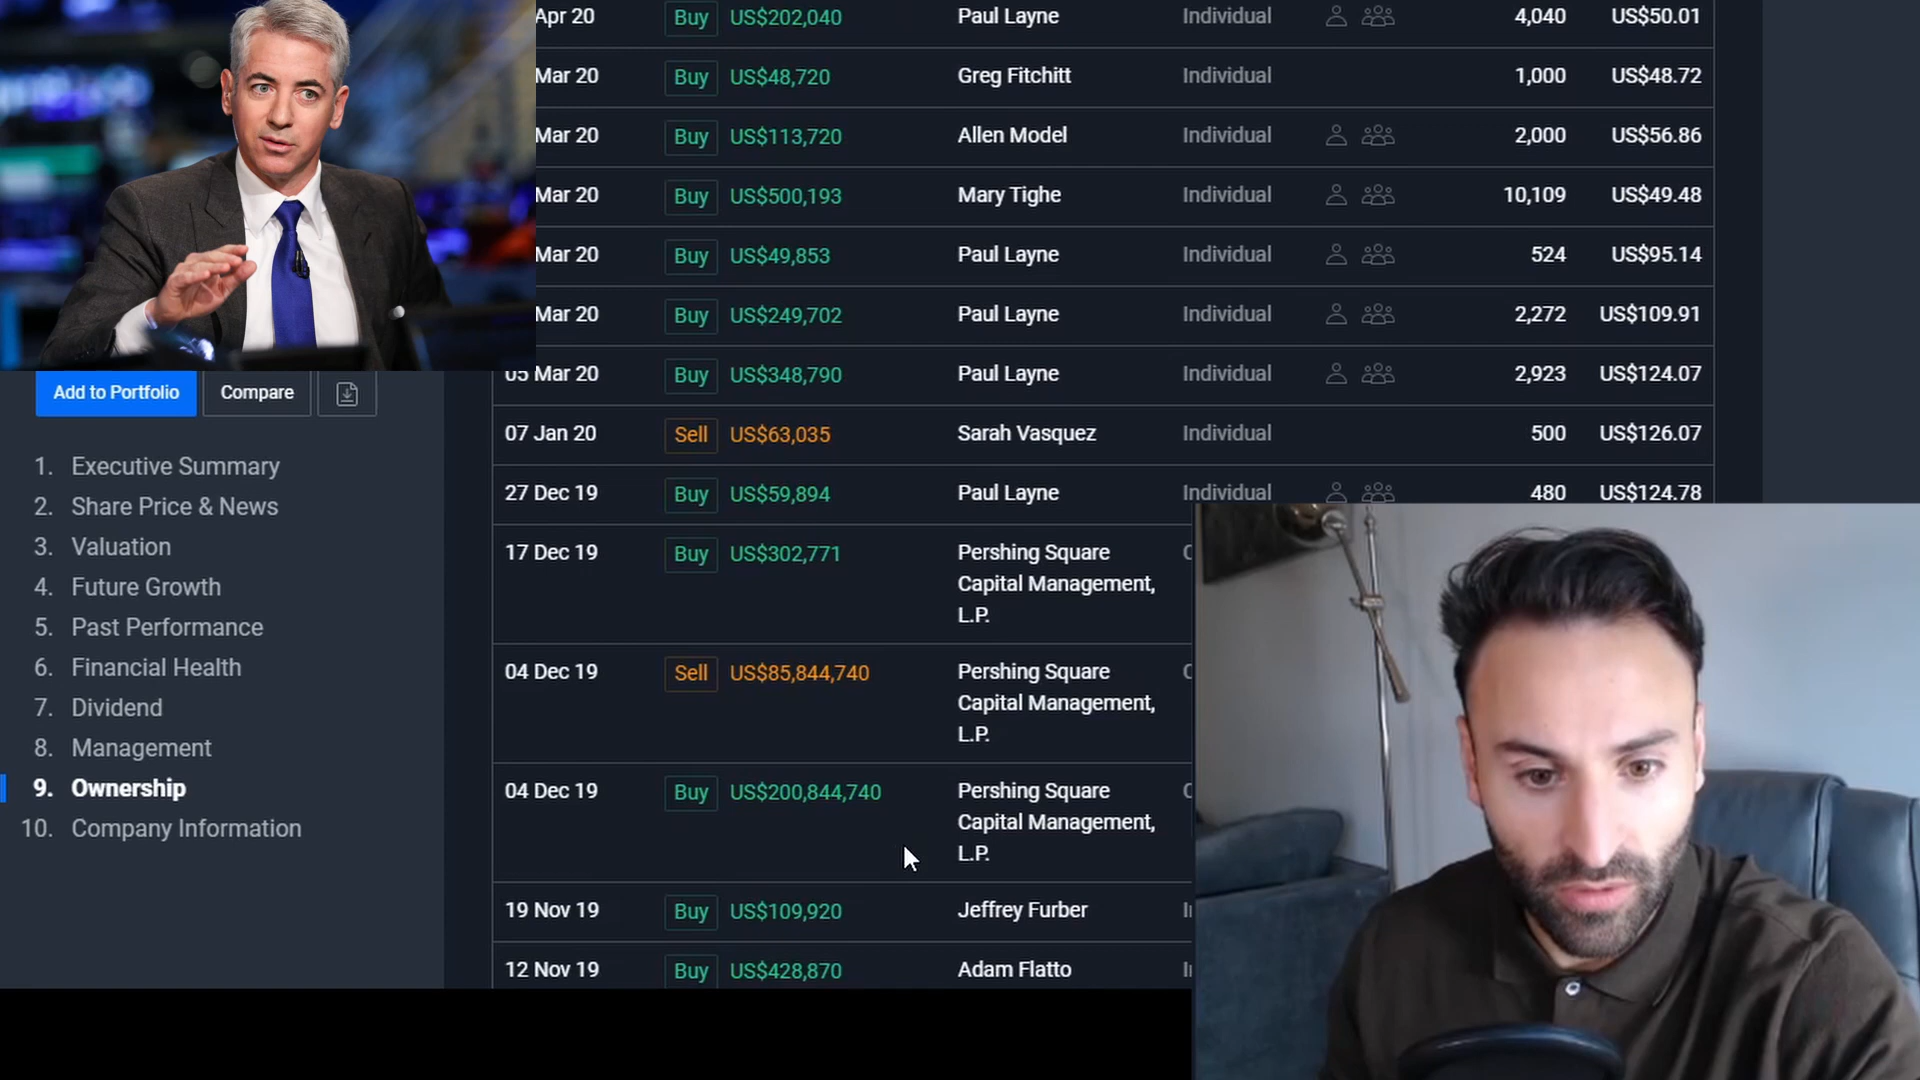 Apr 20 Buy US$202,040 Paul Layne Individual 4,040 US$50.01
Mar 20 Buy US$48,720 Greg Fitchitt Individual 1,000 US$48.72
Mar 20 Buy US$113,720 Allen Model Individual 2,000 US$56.86
Mar 20 Buy US$500,193 Mary Tighe Individual 10,109 US$49.48
Mar 20 Buy US$49,853 Paul Layne Individual 524 US$95.14
Mar 20 Buy US$249,702 Paul Layne Individual 2,272 US$109.91
05 Mar 20 Buy US$348,790 Paul Layne Individual 2,923 US$124.07
07 Jan 20 Sell US$63,035 Sarah Vasquez Individual 500 US$126.07
27 Dec 19 Buy US$59,894 Paul Layne Individual 480 US$124.78
17 Dec 19 Buy US$302,771 Pershing Square
Capital Management,
L.P.
04 Dec 19 Sell US$85,844,740 Pershing Square
Capital Management,
L.P.
04 Dec 19 Buy US$200,844,740 Pershing Square
Capital Management,
L.P.
19 Nov 19 Buy US$109,920 Jeffrey Furber
12 Nov 19 Buy US$428,870 Adam Flatto
Add to Portfolio Compare
1. Executive Summary
2. Share Price & News
3. Valuation
4. Future Growth
5. Past Performance
6. Financial Health
7. Dividend
8. Management
9. Ownership
10. Company Information